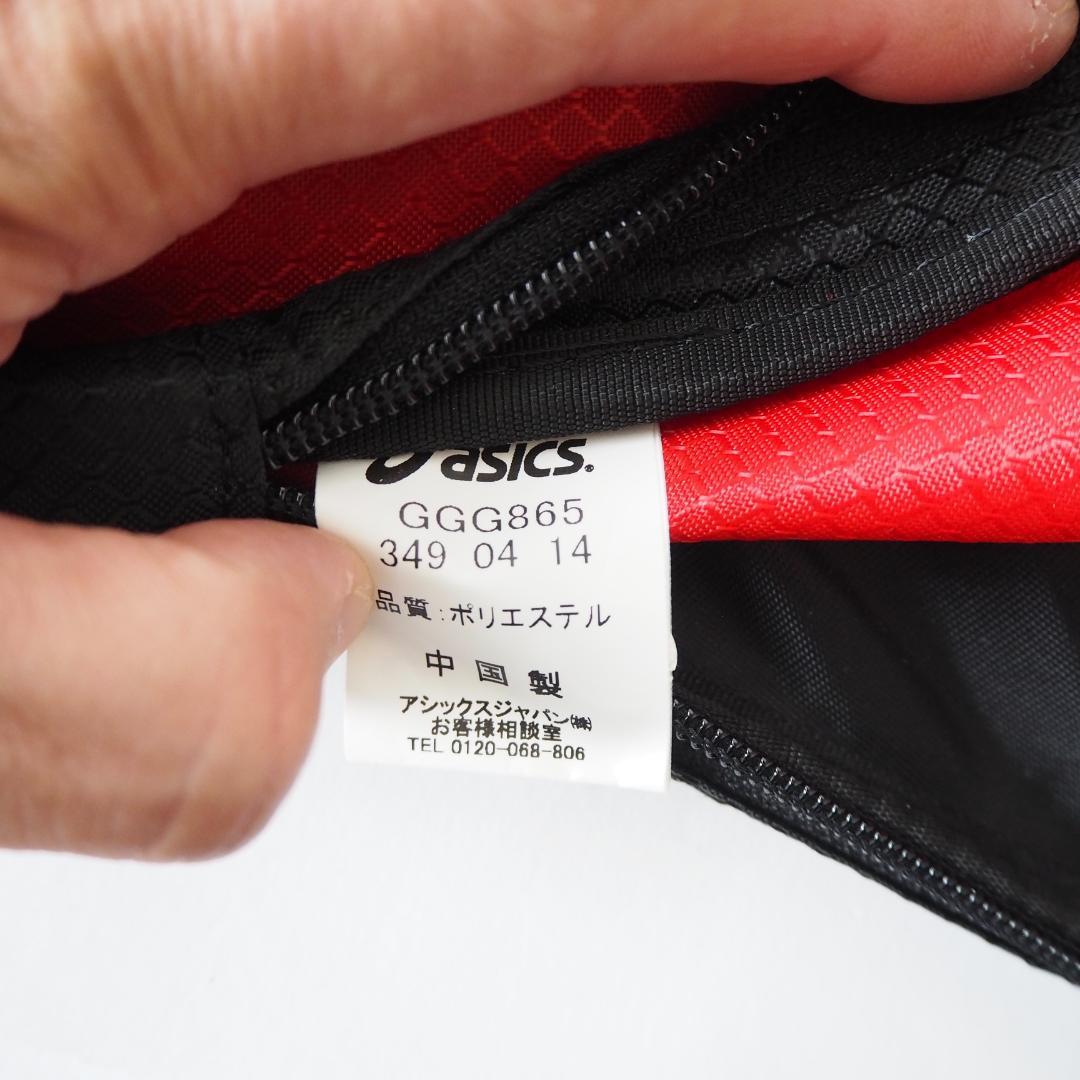 asics.
GGG865
349 04 14
品質:ポリエステル
中国製
アシックスジャパン㈱
お客様相談室
TEL 0120-068-806